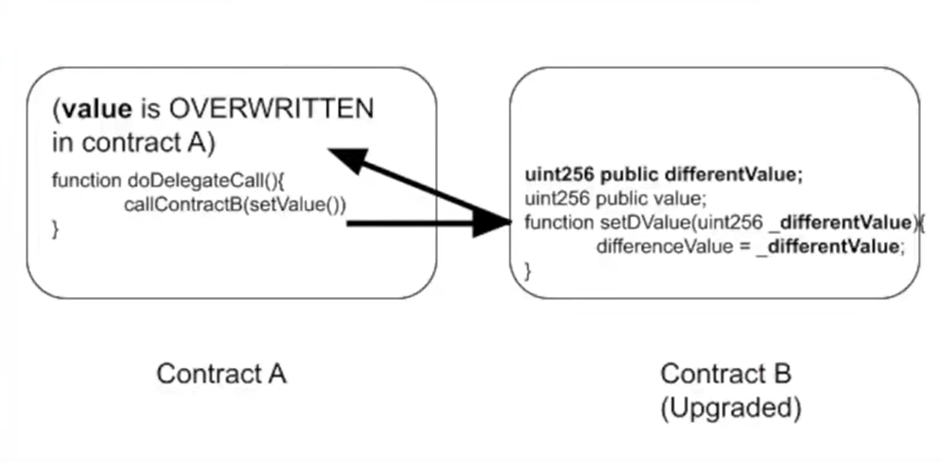 (value is OVERWRITTEN
in contract A)
function doDelegateCall(){
callContractB(setValue())
}
uint256 public differentValue;
uint256 public value;
function setDValue(uint256 _differentValue){
differenceValue = _differentValue;
}
Contract A
Contract B
(Upgraded)